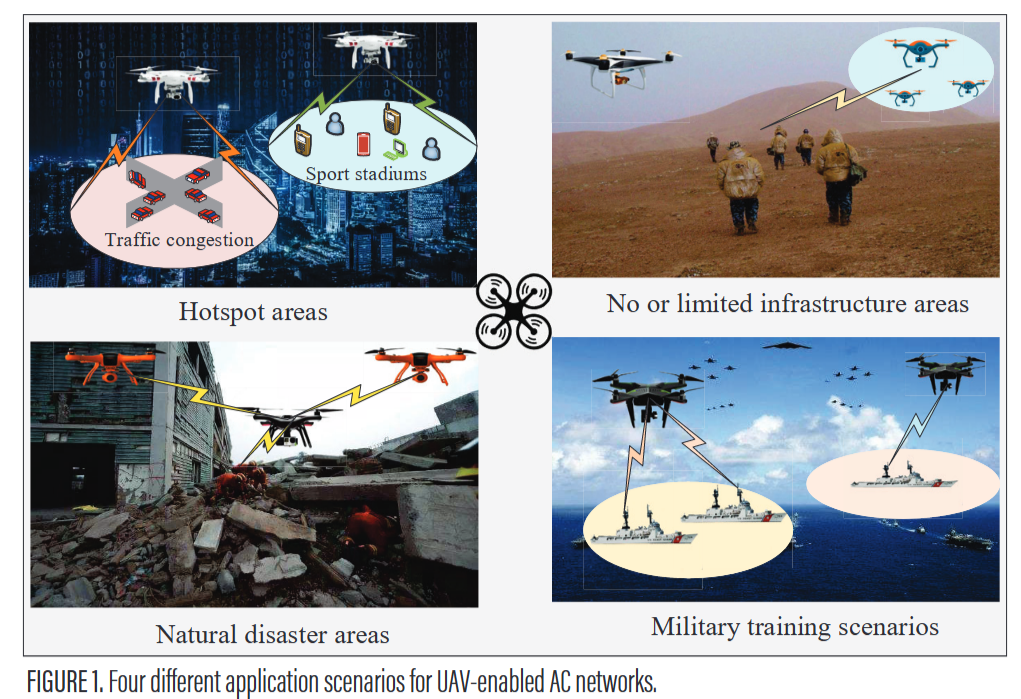 Sport stadiums
Traffic congestion
Hotspot areas
No or limited infrastructure areas
Natural disaster areas
Military training scenarios
FIGURE 1. Four different application scenarios for UAV-enabled AC networks.